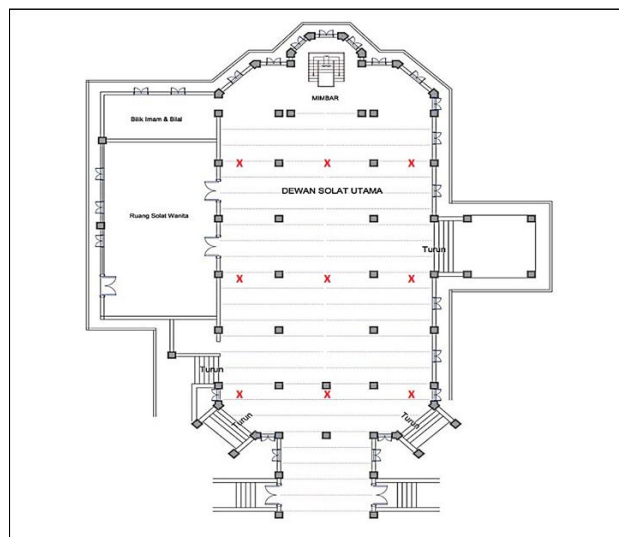 MIMBAR
Bilik Imam & Bilal
X X X
DEWAN SOLAT UTAMA
Ruang Solat Wanita
Turun
X X X
Turun
X X X
Turun
Turun